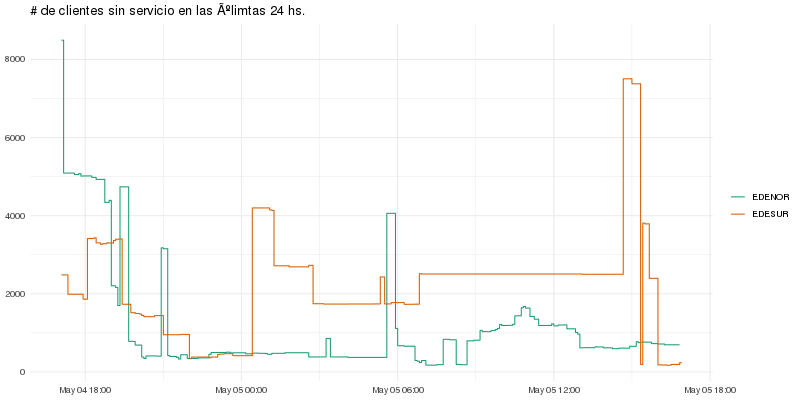 # de clientes sin servicio en las Ãºlimtas 24 hs.
8000
6000
4000
2000
0
May 04 18:00
May 05 00:00
May 05 06:00
May 05 12:00
May 05 18:00
EDENOR
EDESUR